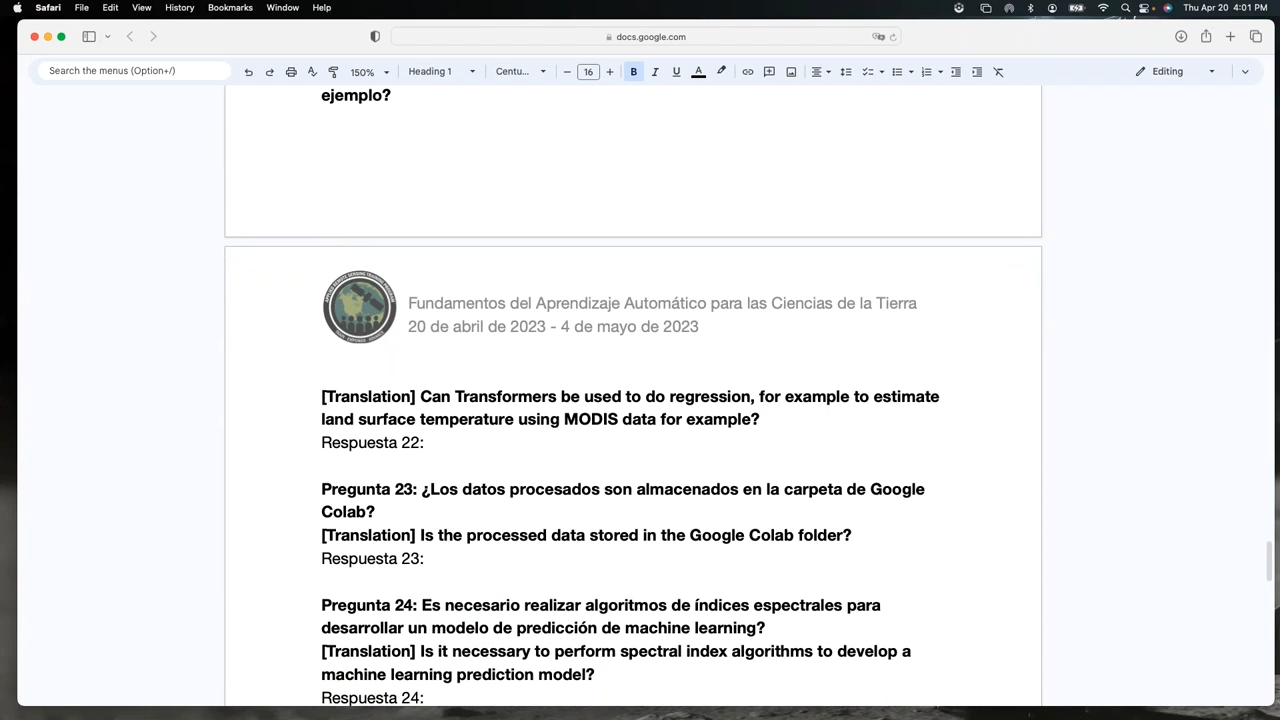 Safari File Edit View History Bookmarks Window Help Thu Apr 20 4:01 PM
docs.google.com
Search the menus (Option+/) 150% Heading 1 Centu... 16 B I U A Editing
ejemplo?
Fundamentos del Aprendizaje Automático para las Ciencias de la Tierra
20 de abril de 2023 - 4 de mayo de 2023
[Translation] Can Transformers be used to do regression, for example to estimate
land surface temperature using MODIS data for example?
Respuesta 22:
Pregunta 23: ¿Los datos procesados son almacenados en la carpeta de Google
Colab?
[Translation] Is the processed data stored in the Google Colab folder?
Respuesta 23:
Pregunta 24: Es necesario realizar algoritmos de índices espectrales para
desarrollar un modelo de predicción de machine learning?
[Translation] Is it necessary to perform spectral index algorithms to develop a
machine learning prediction model?
Respuesta 24: